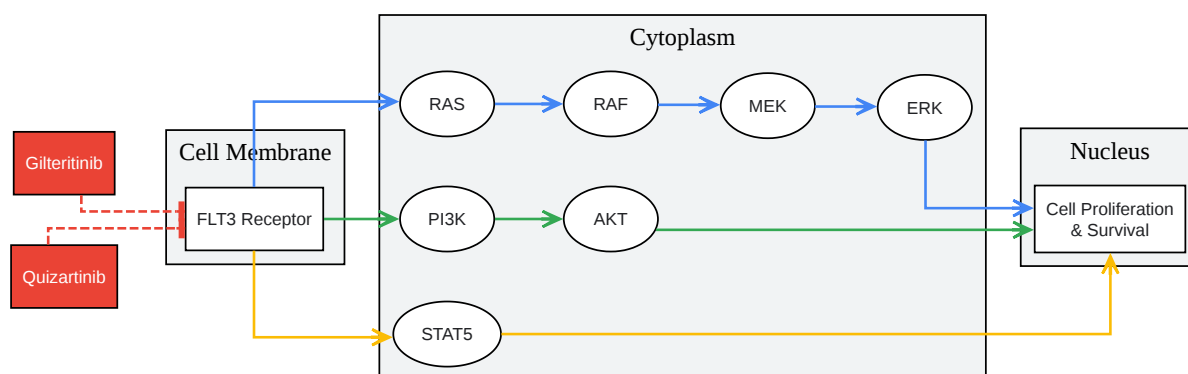 Cytoplasm
RAS
RAF
MEK
ERK
Gilteritinib
Cell Membrane
Nucleus
FLT3 Receptor
PI3K
AKT
Cell Proliferation
& Survival
Quizartinib
STAT5